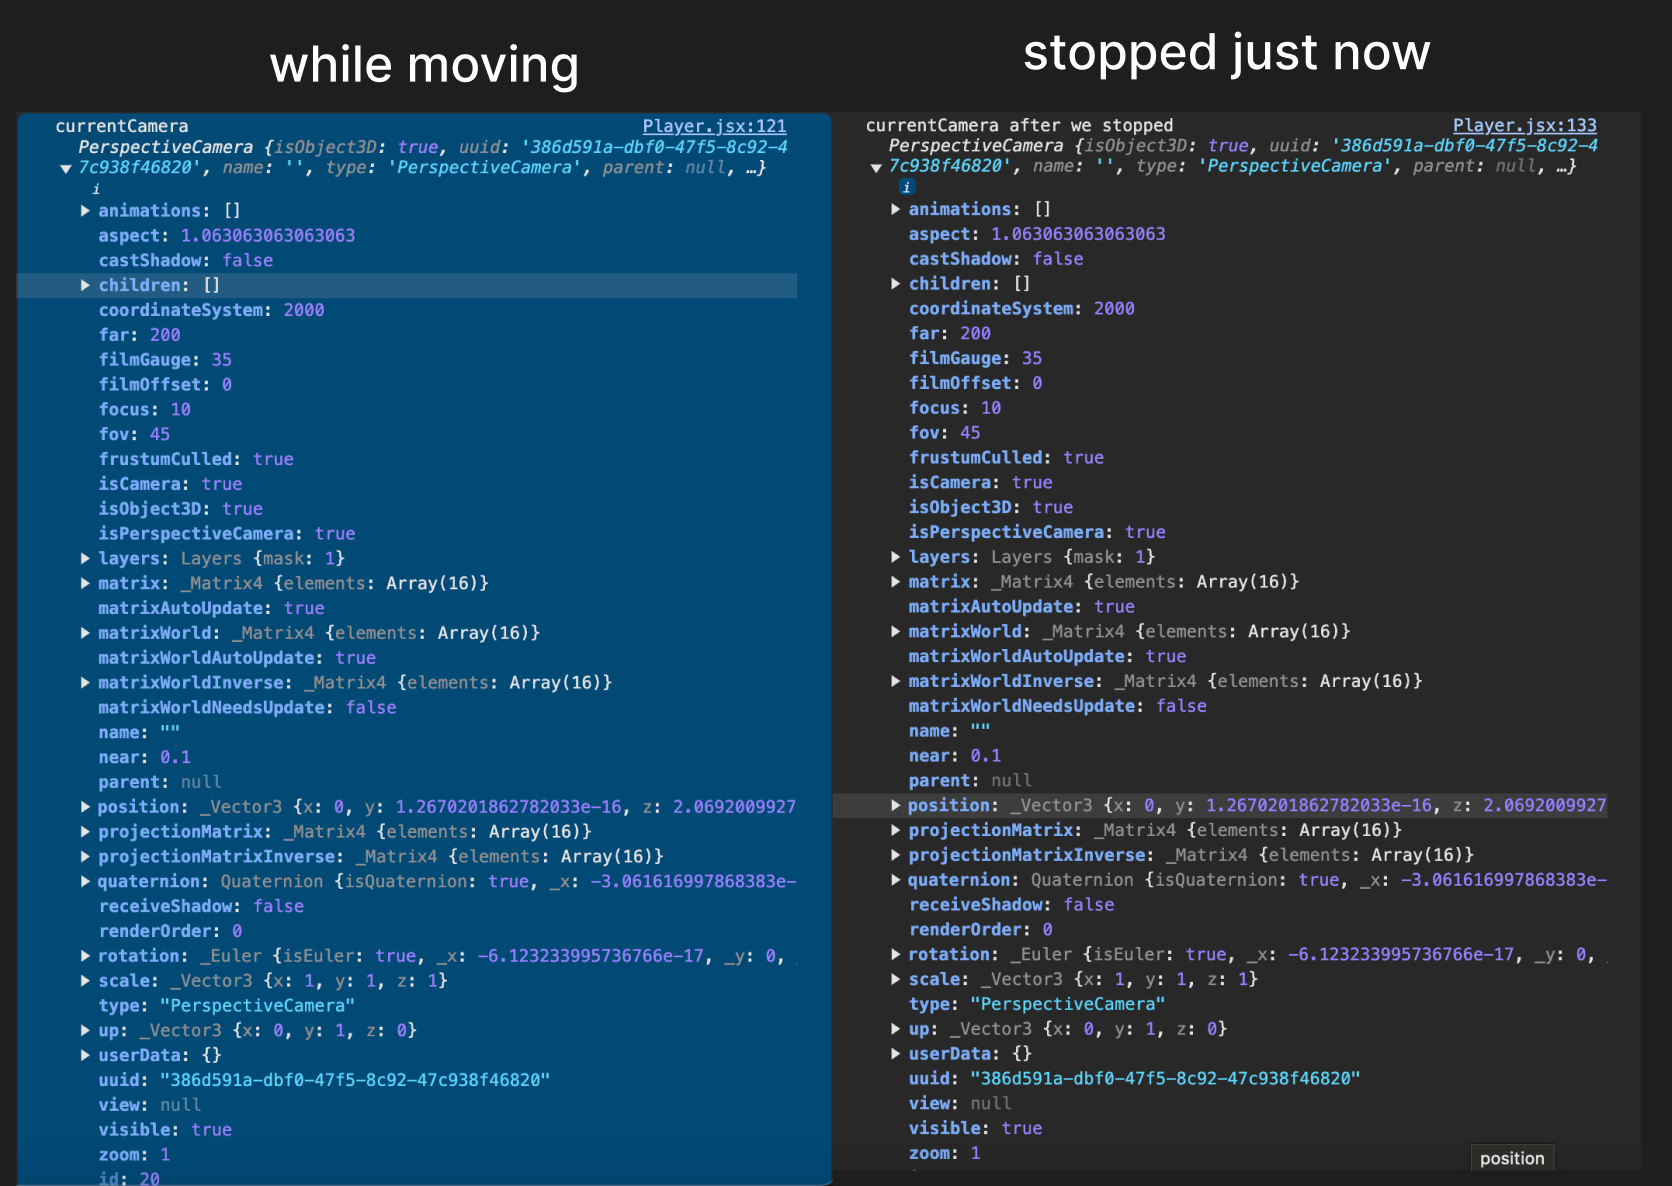 while moving
currentCamera Player.jsx:121
PerspectiveCamera {isObject3D: true, uuid: '386d591a-dbf0-47f5-8c92-4
7c938f46820', name: '', type: 'PerspectiveCamera', parent: null, …}
i
animations: []
aspect: 1.063063063063063
castShadow: false
children: []
coordinateSystem: 2000
far: 200
filmGauge: 35
filmOffset: 0
focus: 10
fov: 45
frustumCulled: true
isCamera: true
isObject3D: true
isPerspectiveCamera: true
layers: Layers {mask: 1}
matrix: _Matrix4 {elements: Array(16)}
matrixAutoUpdate: true
matrixWorld: _Matrix4 {elements: Array(16)}
matrixWorldAutoUpdate: true
matrixWorldInverse: _Matrix4 {elements: Array(16)}
matrixWorldNeedsUpdate: false
name: ""
near: 0.1
parent: null
position: _Vector3 {x: 0, y: 1.2670201862782033e-16, z: 2.0692009927
projectionMatrix: _Matrix4 {elements: Array(16)}
projectionMatrixInverse: _Matrix4 {elements: Array(16)}
quaternion: Quaternion {isQuaternion: true, _x: -3.061616997868383e-
receiveShadow: false
renderOrder: 0
rotation: _Euler {isEuler: true, _x: -6.123233995736766e-17, _y: 0,
scale: _Vector3 {x: 1, y: 1, z: 1}
type: "PerspectiveCamera"
up: _Vector3 {x: 0, y: 1, z: 0}
userData: {}
uuid: "386d591a-dbf0-47f5-8c92-47c938f46820"
view: null
visible: true
zoom: 1
id: 20
stopped just now
currentCamera after we stopped Player.jsx:133
PerspectiveCamera {isObject3D: true, uuid: '386d591a-dbf0-47f5-8c92-4
7c938f46820', name: '', type: 'PerspectiveCamera', parent: null, …}
i
animations: []
aspect: 1.063063063063063
castShadow: false
children: []
coordinateSystem: 2000
far: 200
filmGauge: 35
filmOffset: 0
focus: 10
fov: 45
frustumCulled: true
isCamera: true
isObject3D: true
isPerspectiveCamera: true
layers: Layers {mask: 1}
matrix: _Matrix4 {elements: Array(16)}
matrixAutoUpdate: true
matrixWorld: _Matrix4 {elements: Array(16)}
matrixWorldAutoUpdate: true
matrixWorldInverse: _Matrix4 {elements: Array(16)}
matrixWorldNeedsUpdate: false
name: ""
near: 0.1
parent: null
position: _Vector3 {x: 0, y: 1.2670201862782033e-16, z: 2.0692009927
projectionMatrix: _Matrix4 {elements: Array(16)}
projectionMatrixInverse: _Matrix4 {elements: Array(16)}
quaternion: Quaternion {isQuaternion: true, _x: -3.061616997868383e-
receiveShadow: false
renderOrder: 0
rotation: _Euler {isEuler: true, _x: -6.123233995736766e-17, _y: 0,
scale: _Vector3 {x: 1, y: 1, z: 1}
type: "PerspectiveCamera"
up: _Vector3 {x: 0, y: 1, z: 0}
userData: {}
uuid: "386d591a-dbf0-47f5-8c92-47c938f46820"
view: null
visible: true
zoom: 1
position